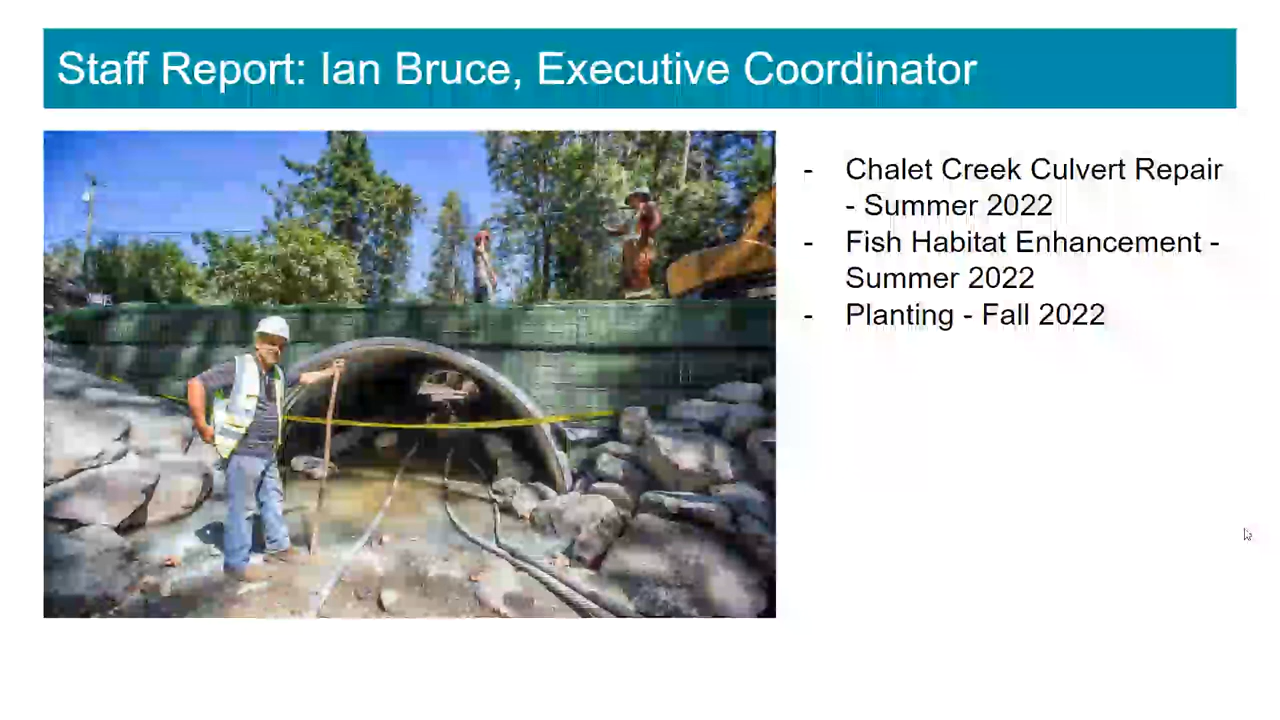 Staff Report: Ian Bruce, Executive Coordinator
- Chalet Creek Culvert Repair
- Summer 2022
- Fish Habitat Enhancement -
Summer 2022
- Planting - Fall 2022